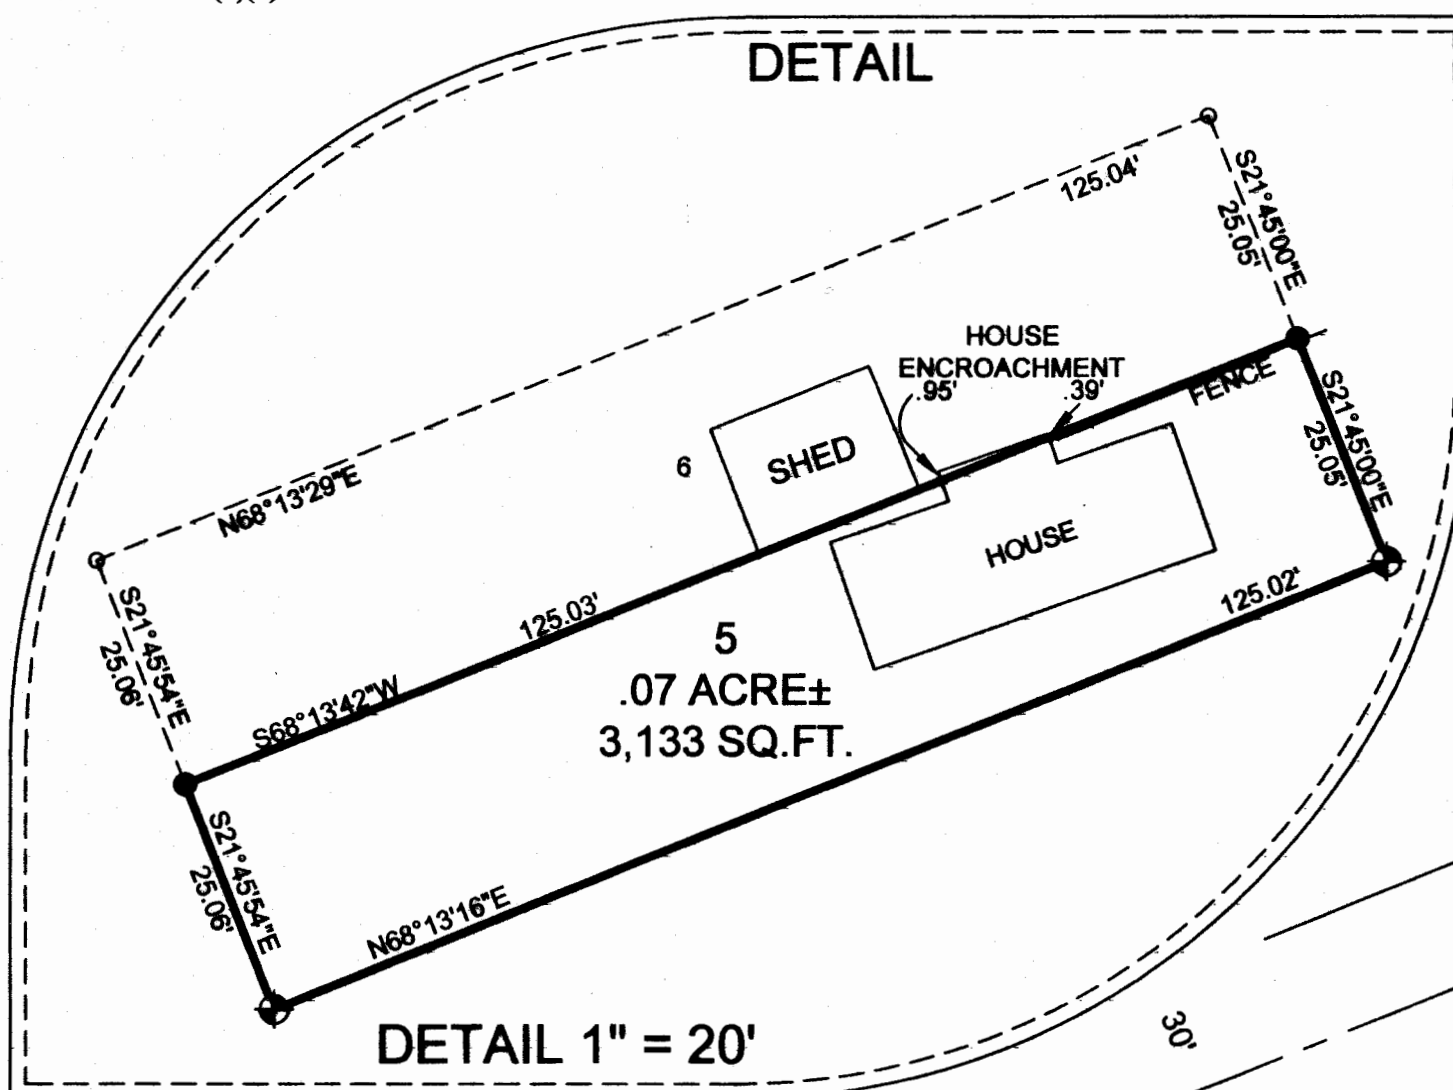 DETAIL
125.04'
S21°45'00"E
25.05'
HOUSE
ENCROACHMENT
.95'
.39'
FENCE
S21°45'00"E
25.05'
SHED
6
N68°13'29"E
HOUSE
125.02'
S21°45'54"E
25.06'
125.03'
5
.07 ACRE±
3,133 SQ.FT.
S68°13'42"W
S21°45'54"E
25.06'
N68°13'16"E
DETAIL 1" = 20'
30'